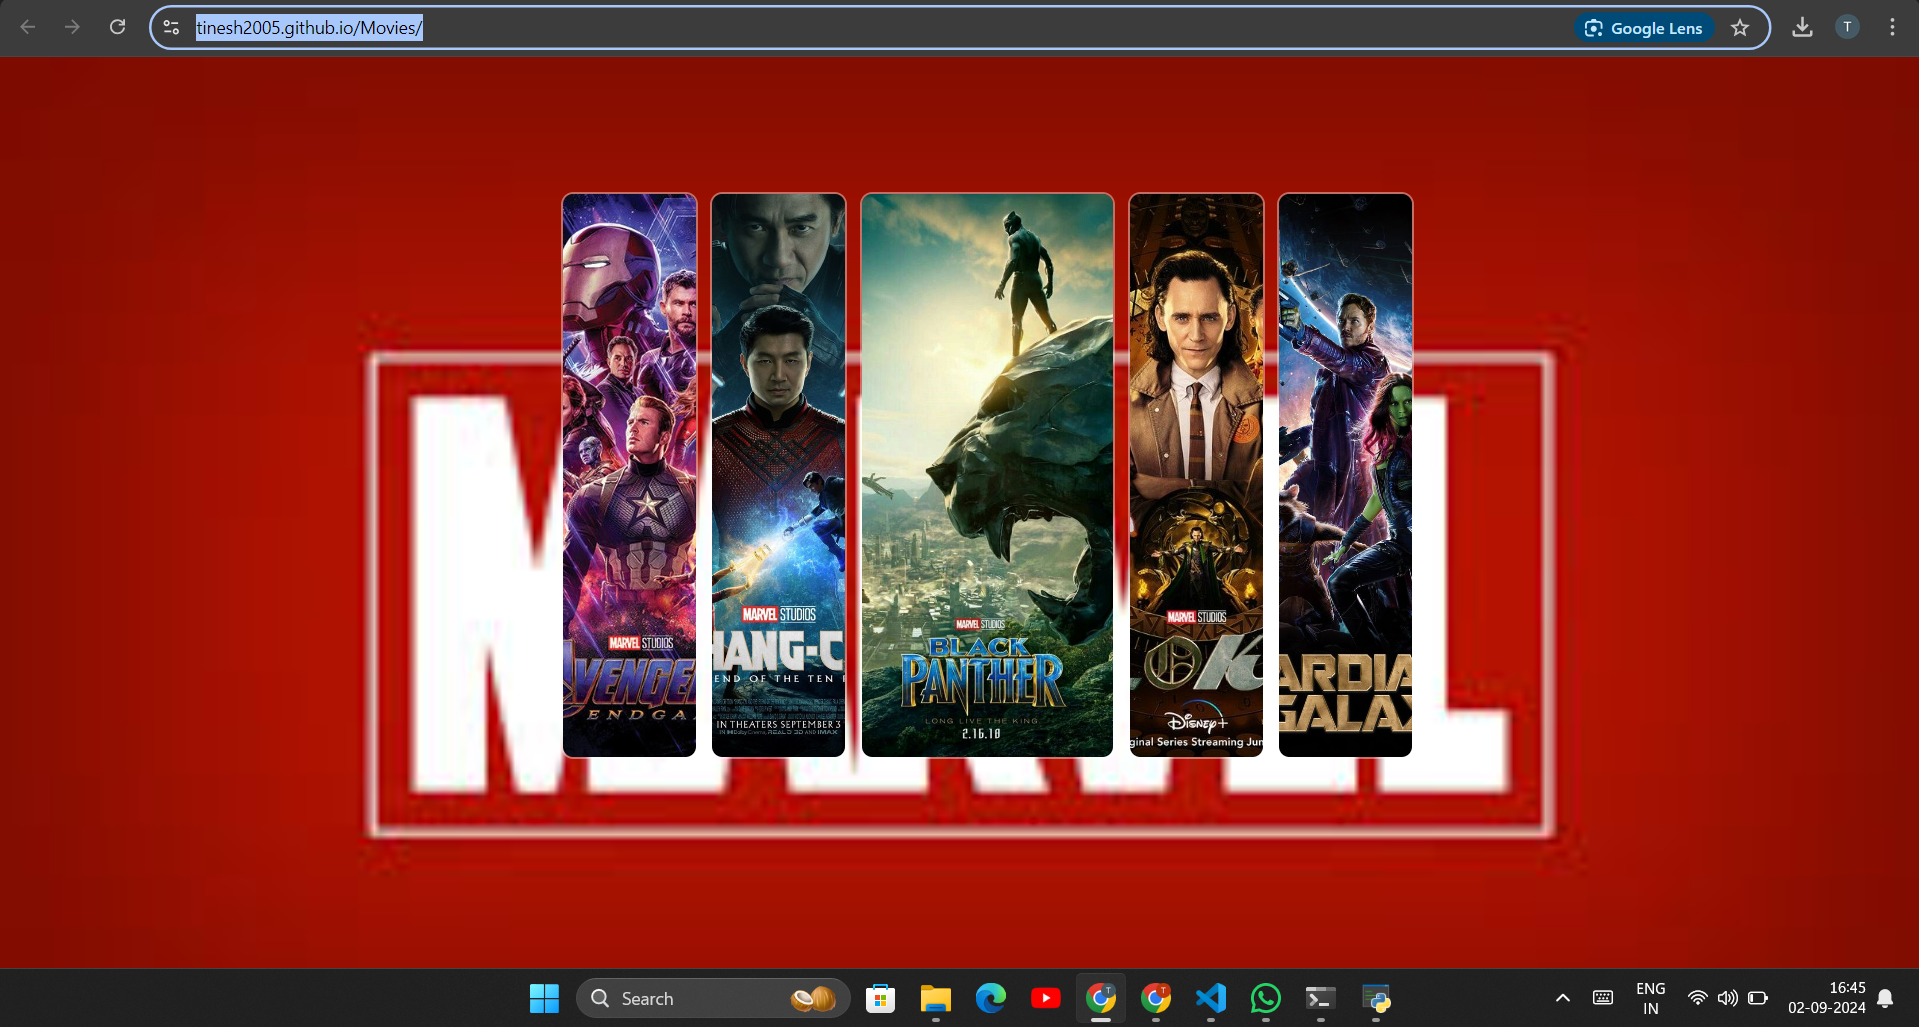 tinesh2005.github.io/Movies/
Google Lens
T
MARVEL STUDIOS
AVENGE
ENDGA
MARVEL STUDIOS
HANG-C
END OF THE TEN
IN THEATERS SEPTEMBER 3
MARVEL STUDIOS
BLACK
PANTHER
LONG LIVE THE KING
2.16.18
MARVEL STUDIOS
LOK
Disney+
ginal Series Streaming Jun
ARDIA
GALAX
Search
ENG
IN
16:45
02-09-2024